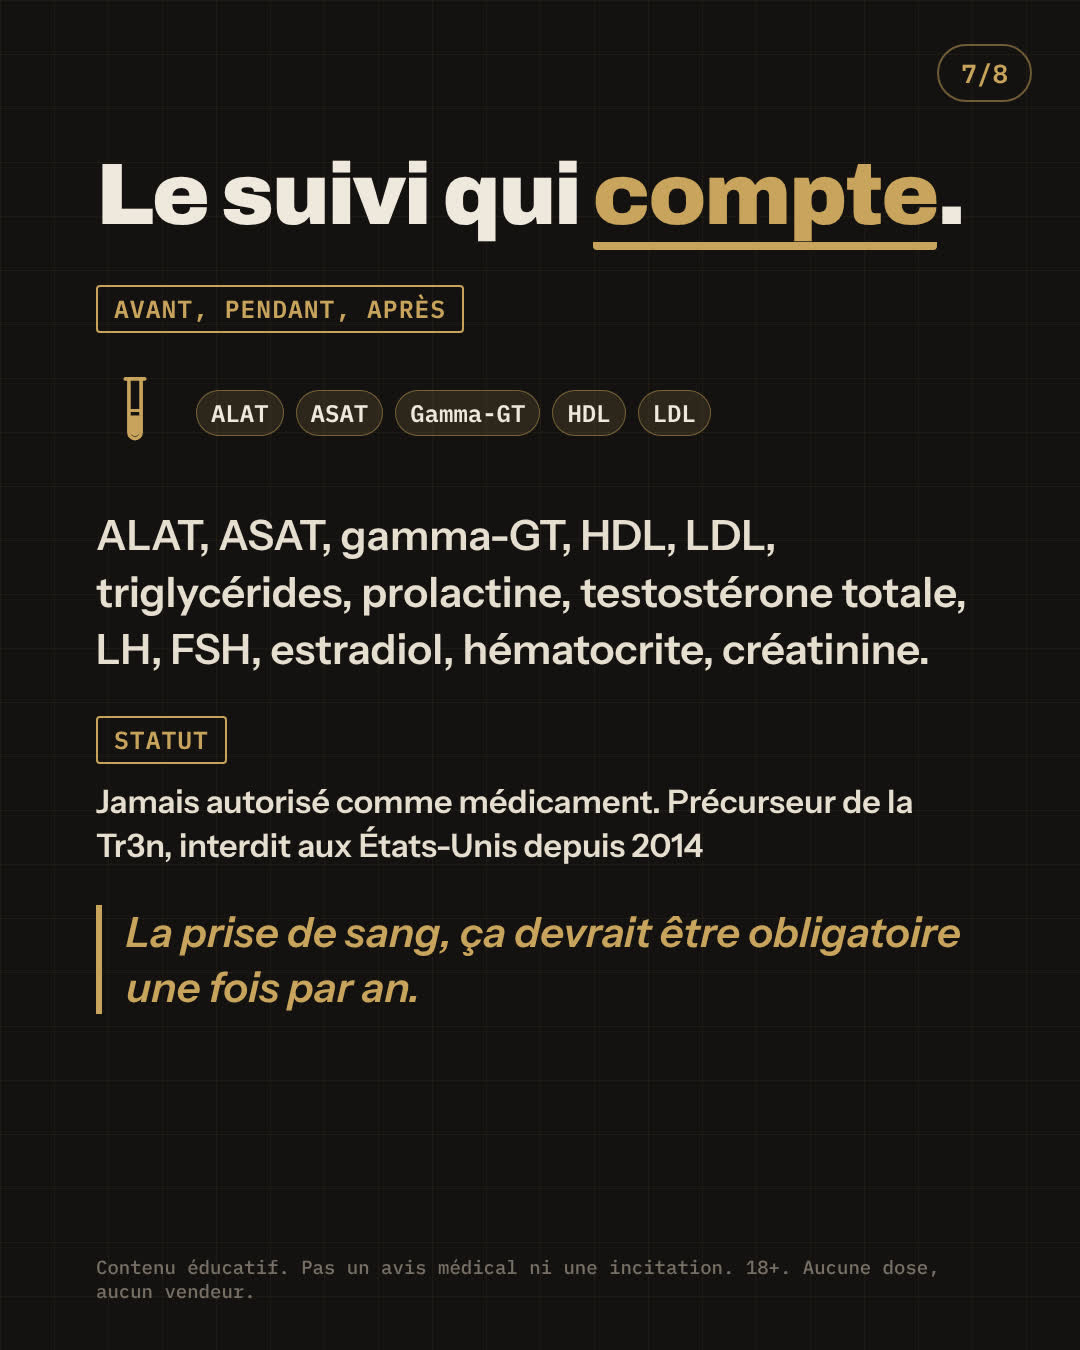 7/8
Le suivi qui compte.
AVANT, PENDANT, APRÈS
ALAT ASAT Gamma-GT HDL LDL
ALAT, ASAT, gamma-GT, HDL, LDL,
triglycérides, prolactine, testostérone totale,
LH, FSH, estradiol, hématocrite, créatinine.
STATUT
Jamais autorisé comme médicament. Précurseur de la
Tr3n, interdit aux États-Unis depuis 2014
La prise de sang, ça devrait être obligatoire
une fois par an.
Contenu éducatif. Pas un avis médical ni une incitation. 18+. Aucune dose,
aucun vendeur.